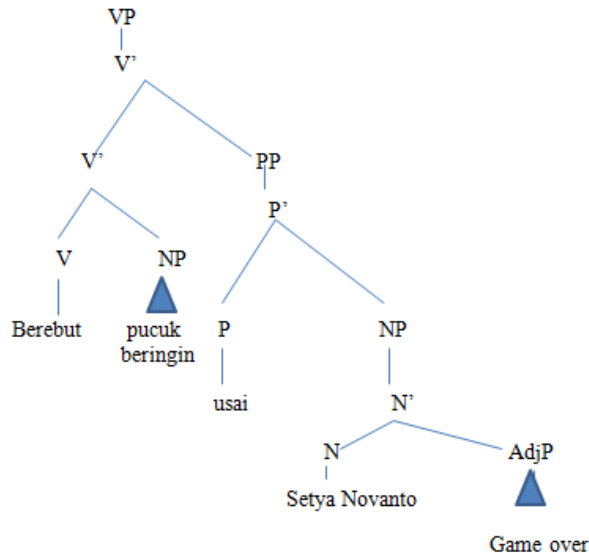 VP
V'
V' PP
P'
V NP
Berebut pucuk P NP
beringin
usai N'
N AdjP
Setya Novanto
Game over